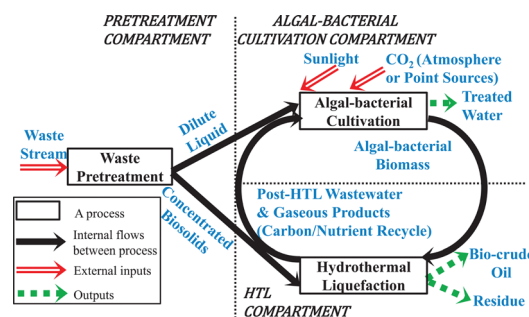 PRETREATMENT
COMPARTMENT
ALGAL-BACTERIAL
CULTIVATION COMPARTMENT
Sunlight
CO2 (Atmosphere
or Point Sources)
Algal-bacterial
Cultivation
Treated
Water
Dilute
Liquid
Waste
Stream
Waste
Pretreatment
Algal-bacterial
Biomass
Concentrated
Biosolids
Post-HTL Wastewater
& Gaseous Products
(Carbon/Nutrient Recycle)
Hydrothermal
Liquefaction
Bio-crude
Oil
Residue
HTL
COMPARTMENT
A process
Internal flows
between process
External inputs
Outputs